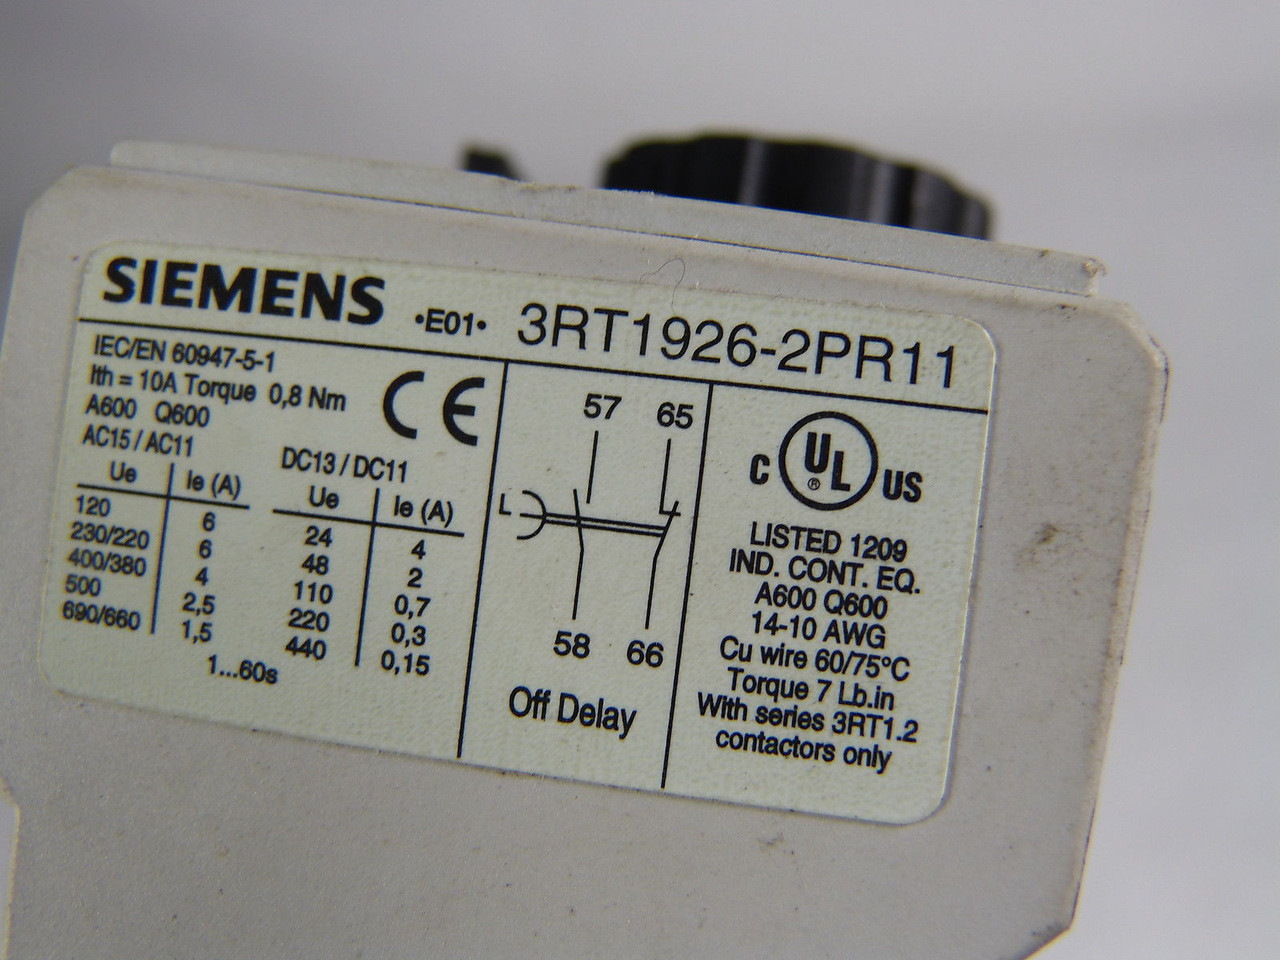 SIEMENS •E01• 3RT1926-2PR11
IEC/EN 60947-5-1
Ith = 10A Torque 0,8 Nm
A600 Q600
AC15 / AC11
CE
Ue Ie (A)
120 6
230/220 6
400/380 4
500 2,5
690/660 1,5
DC13 / DC11
Ue Ie (A)
24 4
48 2
110 0,7
220 0,3
440 0,15
1...60s
57 65
L
58 66
Off Delay
C UL US
®
LISTED 1209
IND. CONT. EQ.
A600 Q600
14-10 AWG
Cu wire 60/75°C
Torque 7 Lb.in
With series 3RT1.2
contactors only